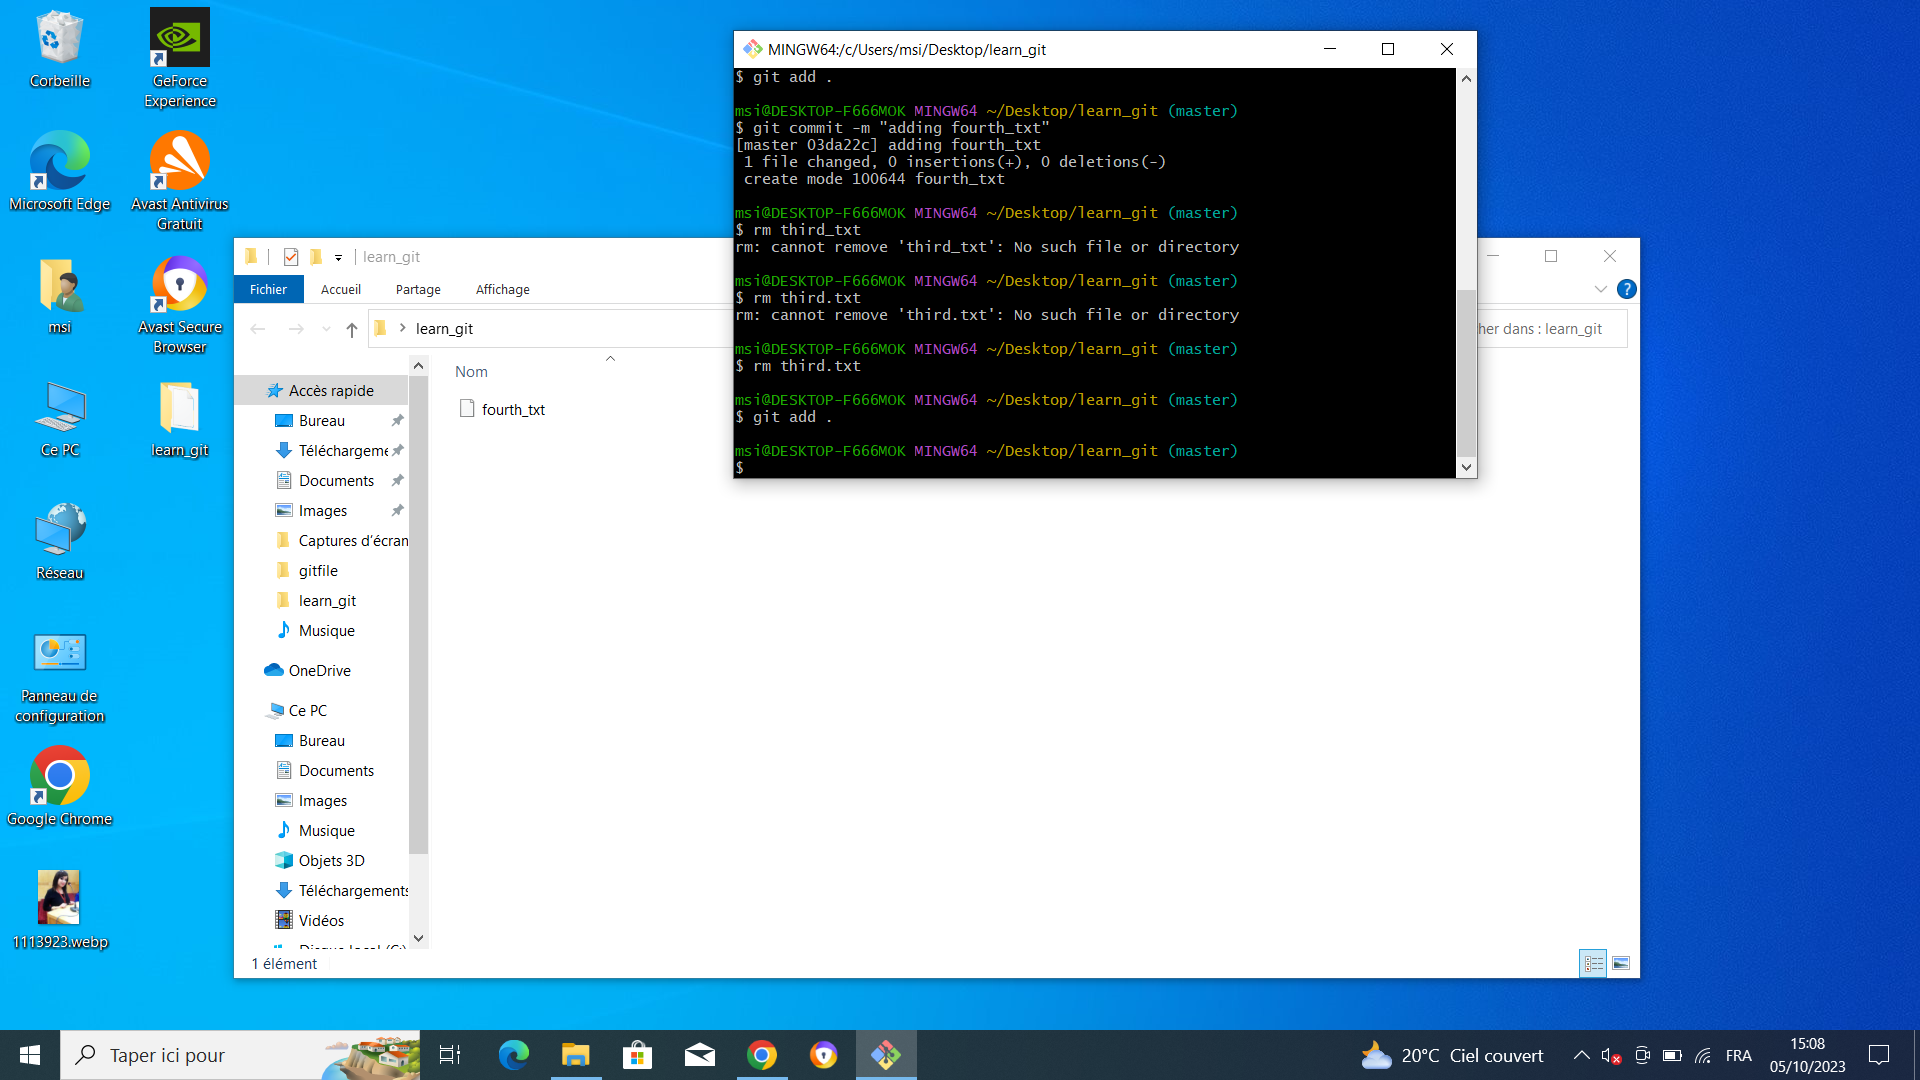 Corbeille
GeForce
Experience
Microsoft Edge
Avast Antivirus
Gratuit
msi
Avast Secure
Browser
Ce PC
learn_git
Réseau
Panneau de
configuration
Google Chrome
1113923.webp
MINGW64:/c/Users/msi/Desktop/learn_git
$ git add .
msi@DESKTOP-F666MOK MINGW64 ~/Desktop/learn_git (master)
$ git commit -m "adding fourth_txt"
[master 03da22c] adding fourth_txt
1 file changed, 0 insertions(+), 0 deletions(-)
create mode 100644 fourth_txt
msi@DESKTOP-F666MOK MINGW64 ~/Desktop/learn_git (master)
$ rm third_txt
rm: cannot remove 'third_txt': No such file or directory
msi@DESKTOP-F666MOK MINGW64 ~/Desktop/learn_git (master)
$ rm third.txt
rm: cannot remove 'third.txt': No such file or directory
msi@DESKTOP-F666MOK MINGW64 ~/Desktop/learn_git (master)
$ rm third.txt
msi@DESKTOP-F666MOK MINGW64 ~/Desktop/learn_git (master)
$ git add .
msi@DESKTOP-F666MOK MINGW64 ~/Desktop/learn_git (master)
$
learn_git
Fichier Accueil Partage Affichage
learn_git
her dans : learn_git
Nom
fourth_txt
Accès rapide
Bureau
Téléchargeme
Documents
Images
Captures d'écran
gitfile
learn_git
Musique
OneDrive
Ce PC
Bureau
Documents
Images
Musique
Objets 3D
Téléchargements
Vidéos
1 élément
Taper ici pour
20°C Ciel couvert
FRA
15:08
05/10/2023